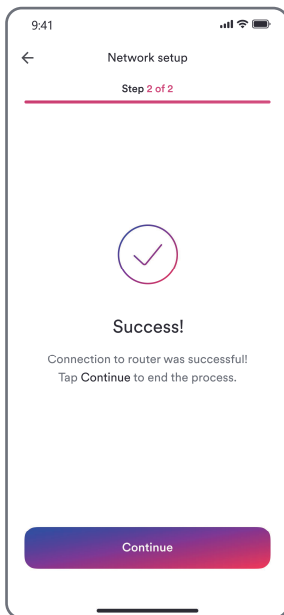 9:41
Network setup
Step 2 of 2
Success!
Connection to router was successful!
Tap Continue to end the process.
Continue